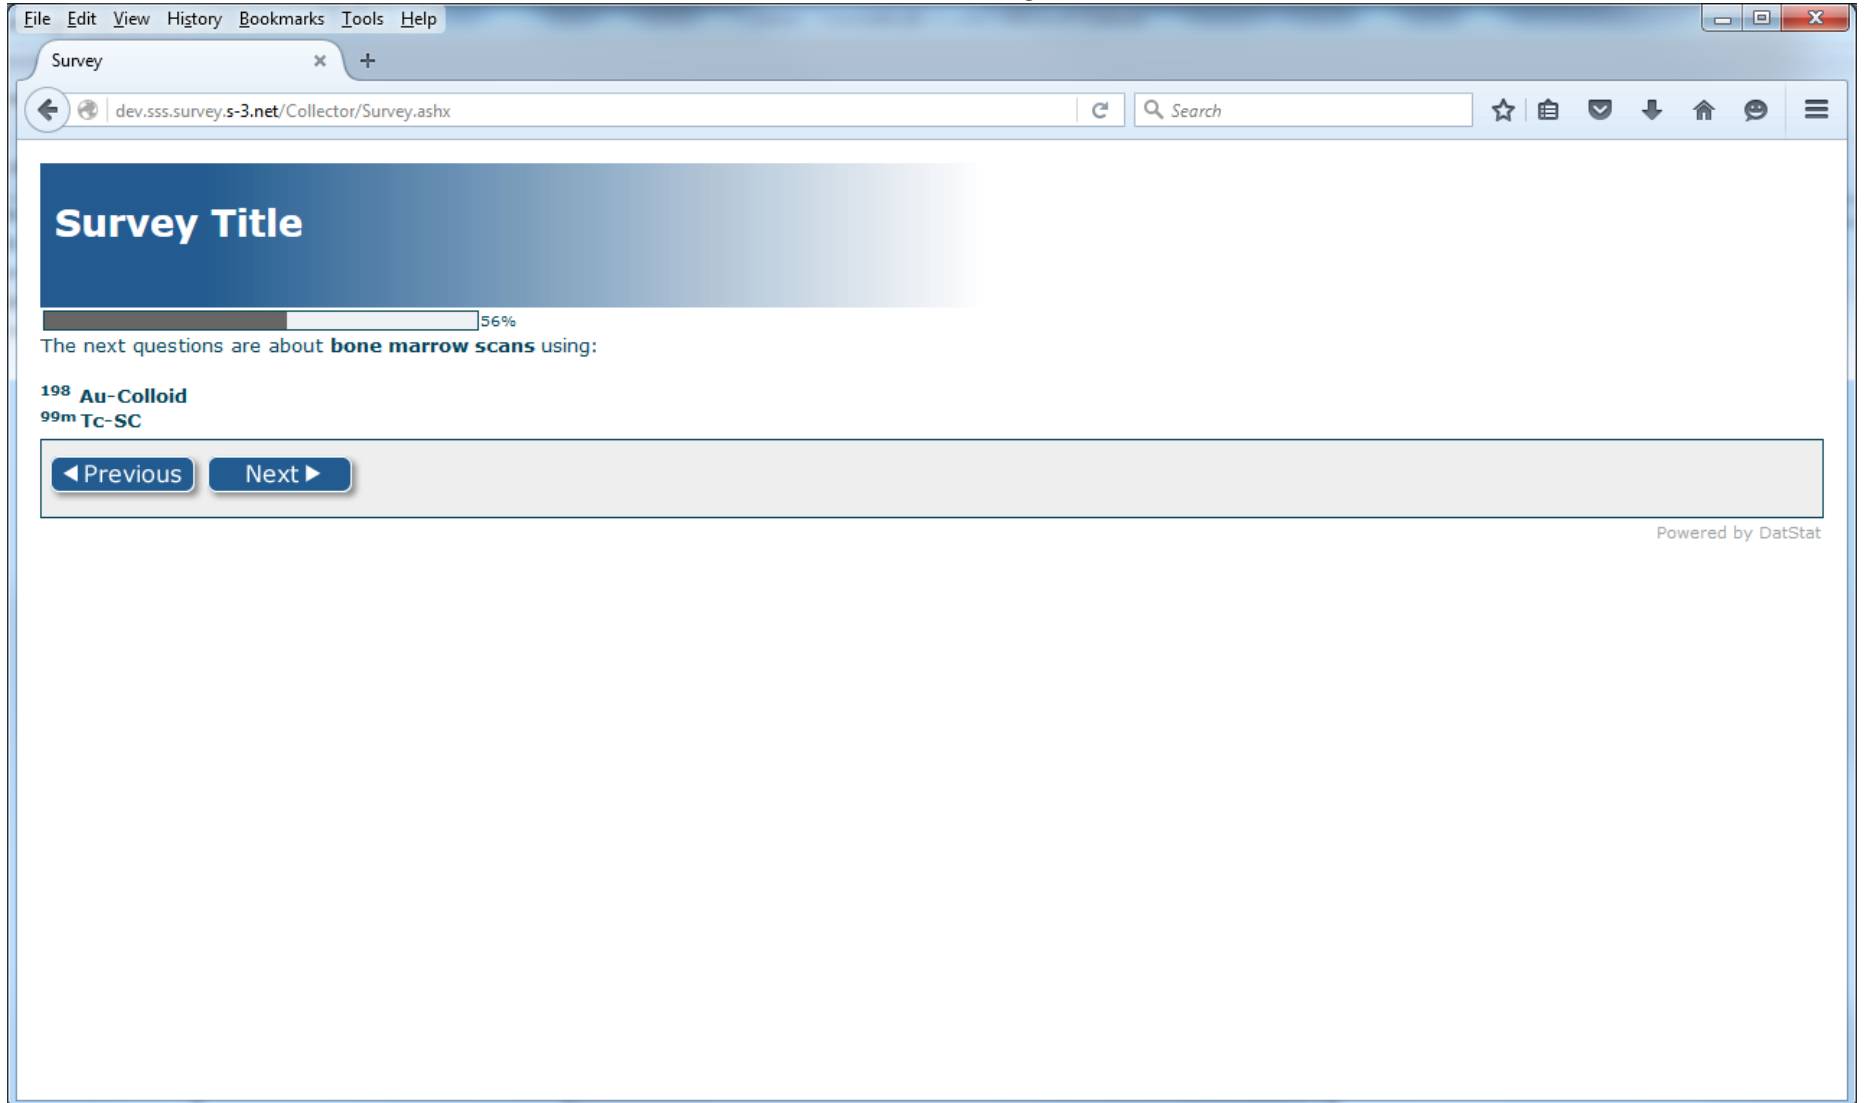 File Edit View History Bookmarks Tools Help
Survey
dev.sss.survey.s-3.net/Collector/Survey.ashx
Search
Survey Title
56%
The next questions are about bone marrow scans using:
198 Au-Colloid
99m Tc-SC
Previous Next
Powered by DatStat